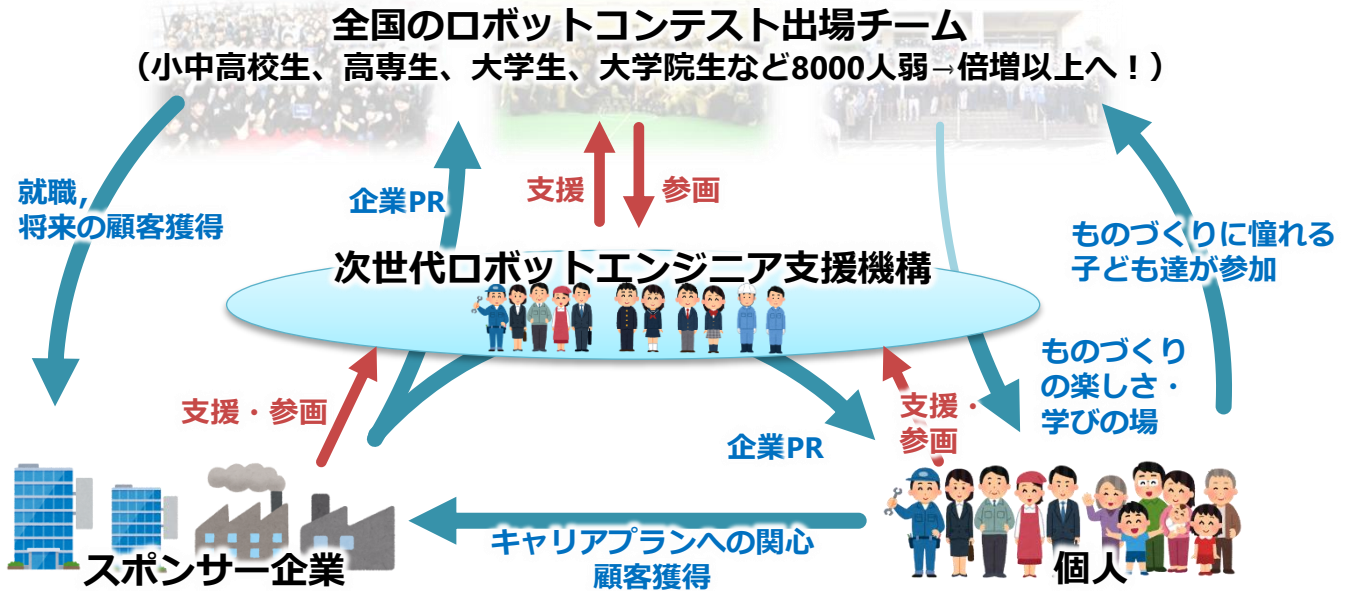 全国のロボットコンテスト出場チーム
（小中高校生、高専生、大学生、大学院生など8000人弱→倍増以上へ！）
就職,
将来の顧客獲得
企業PR
支援
参画
ものづくりに憧れる
子ども達が参加
次世代ロボットエンジニア支援機構
ものづくり
の楽しさ・
学びの場
支援・参画
支援・
参画
企業PR
キャリアプランへの関心
顧客獲得
スポンサー企業
個人